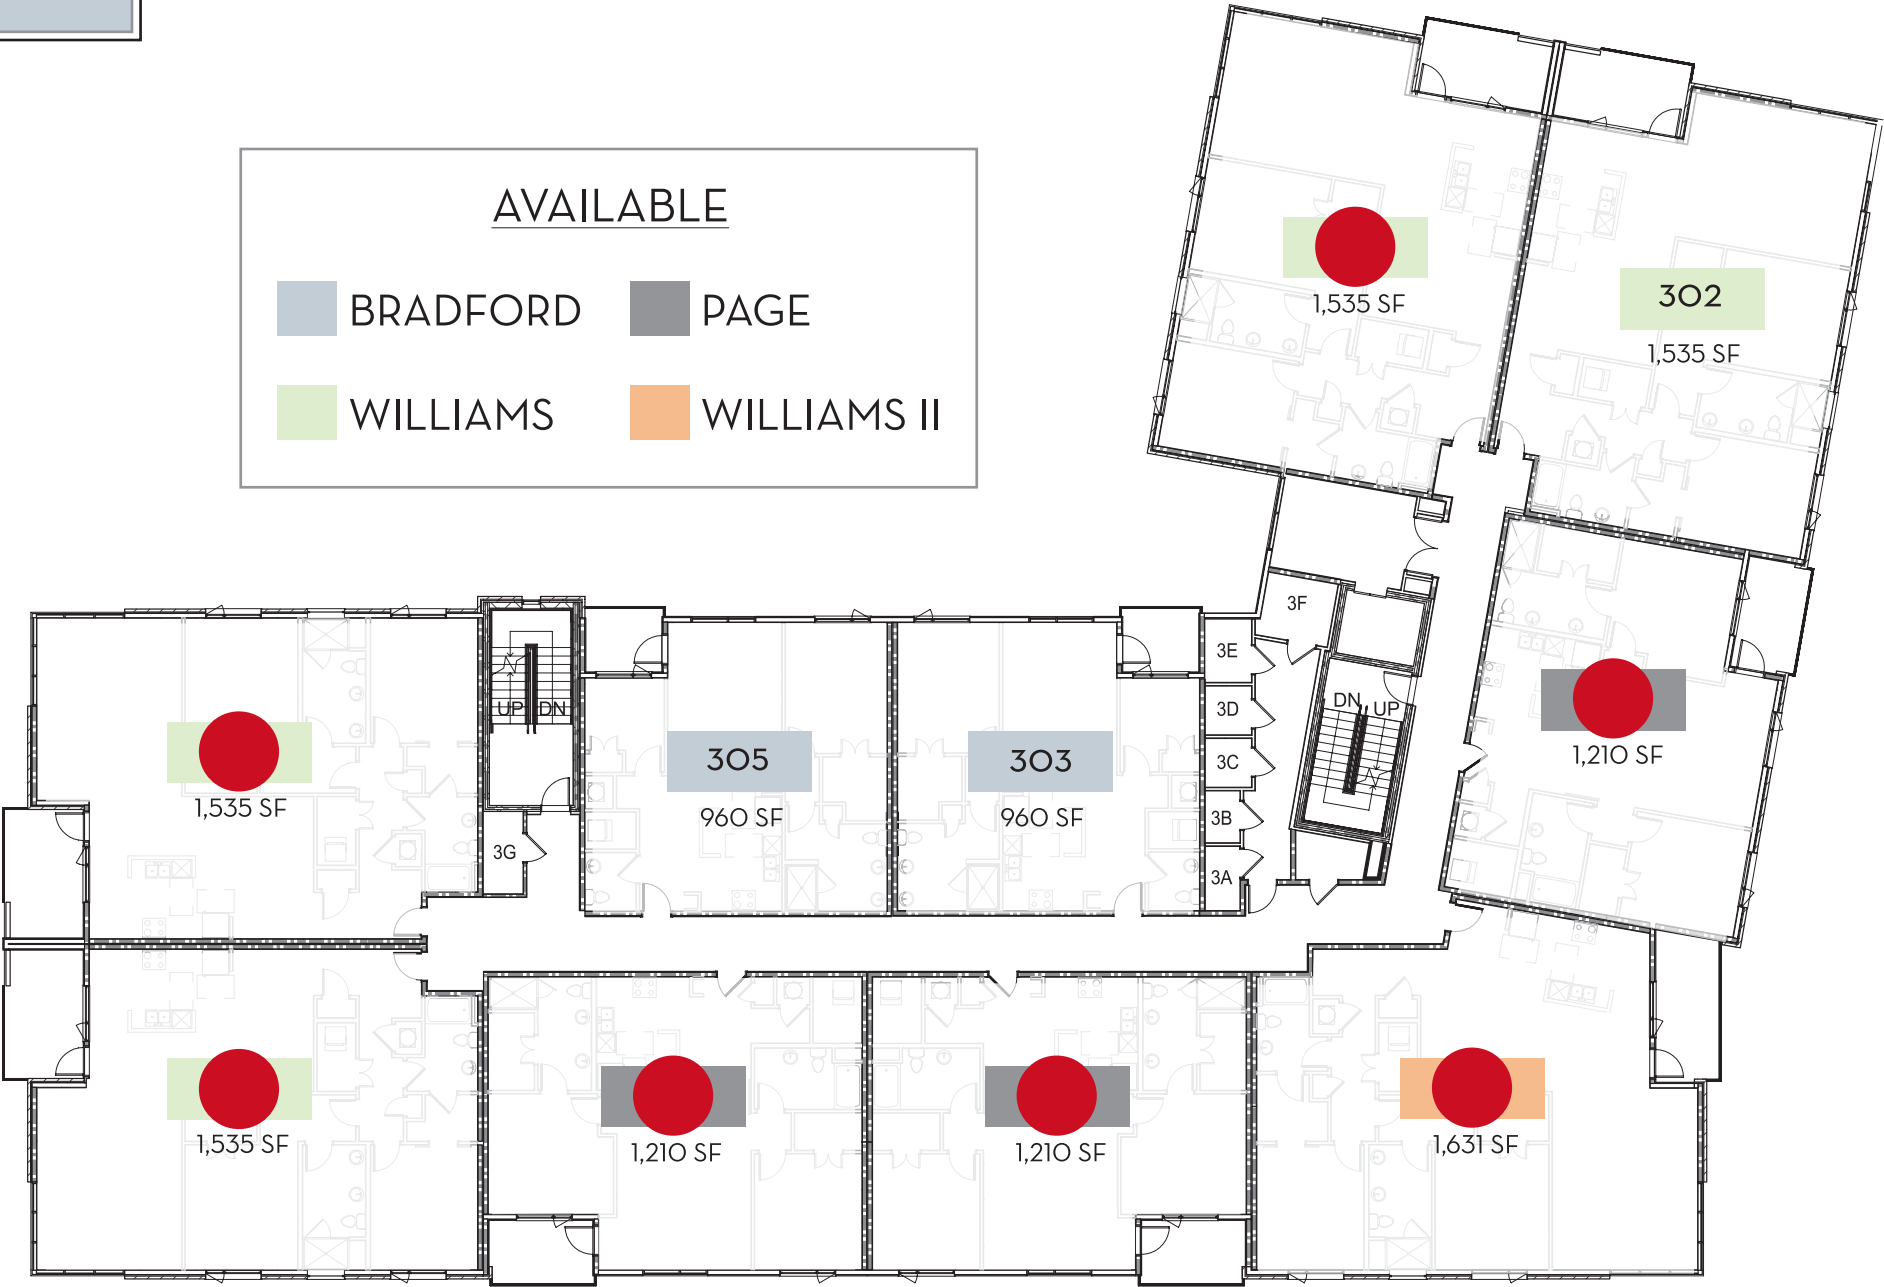 AVAILABLE
BRADFORD
PAGE
WILLIAMS
WILLIAMS II
1,535 SF
302
1,535 SF
3F
3E
3D
3C
3B
3A
DN
UP
1,210 SF
UP
DN
3G
1,535 SF
305
960 SF
303
960 SF
1,535 SF
1,210 SF
1,210 SF
1,631 SF